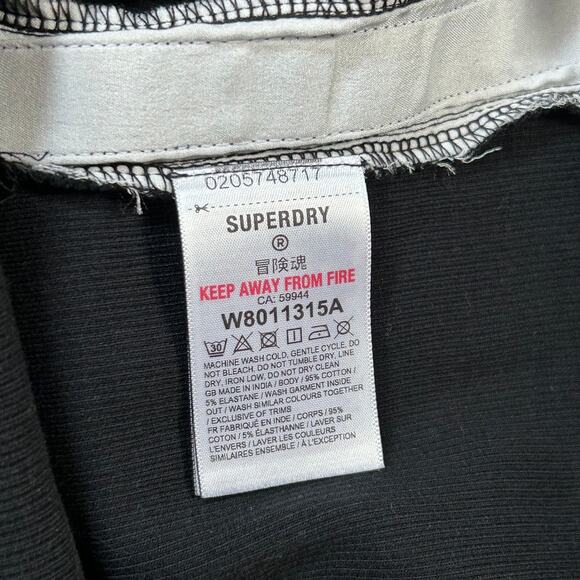 0205748717
SUPERDRY
®
冒険魂
KEEP AWAY FROM FIRE
CA: 59944
W8011315A
30
MACHINE WASH COLD, GENTLE CYCLE. DO
NOT BLEACH. DO NOT TUMBLE DRY, LINE
DRY, IRON LOW, DO NOT DRY CLEAN
GB MADE IN INDIA / BODY / 95% COTTON /
5% ELASTANE / WASH GARMENT INSIDE
OUT / WASH SIMILAR COLOURS TOGETHER
/ EXCLUSIVE OF TRIMS
FR FABRIQUÉ EN INDE / CORPS / 95%
COTON / 5% ÉLASTHANNE / LAVER SUR
L'ENVERS / LAVER LES COULEURS
SIMILAIRES ENSEMBLE / À L'EXCEPTION